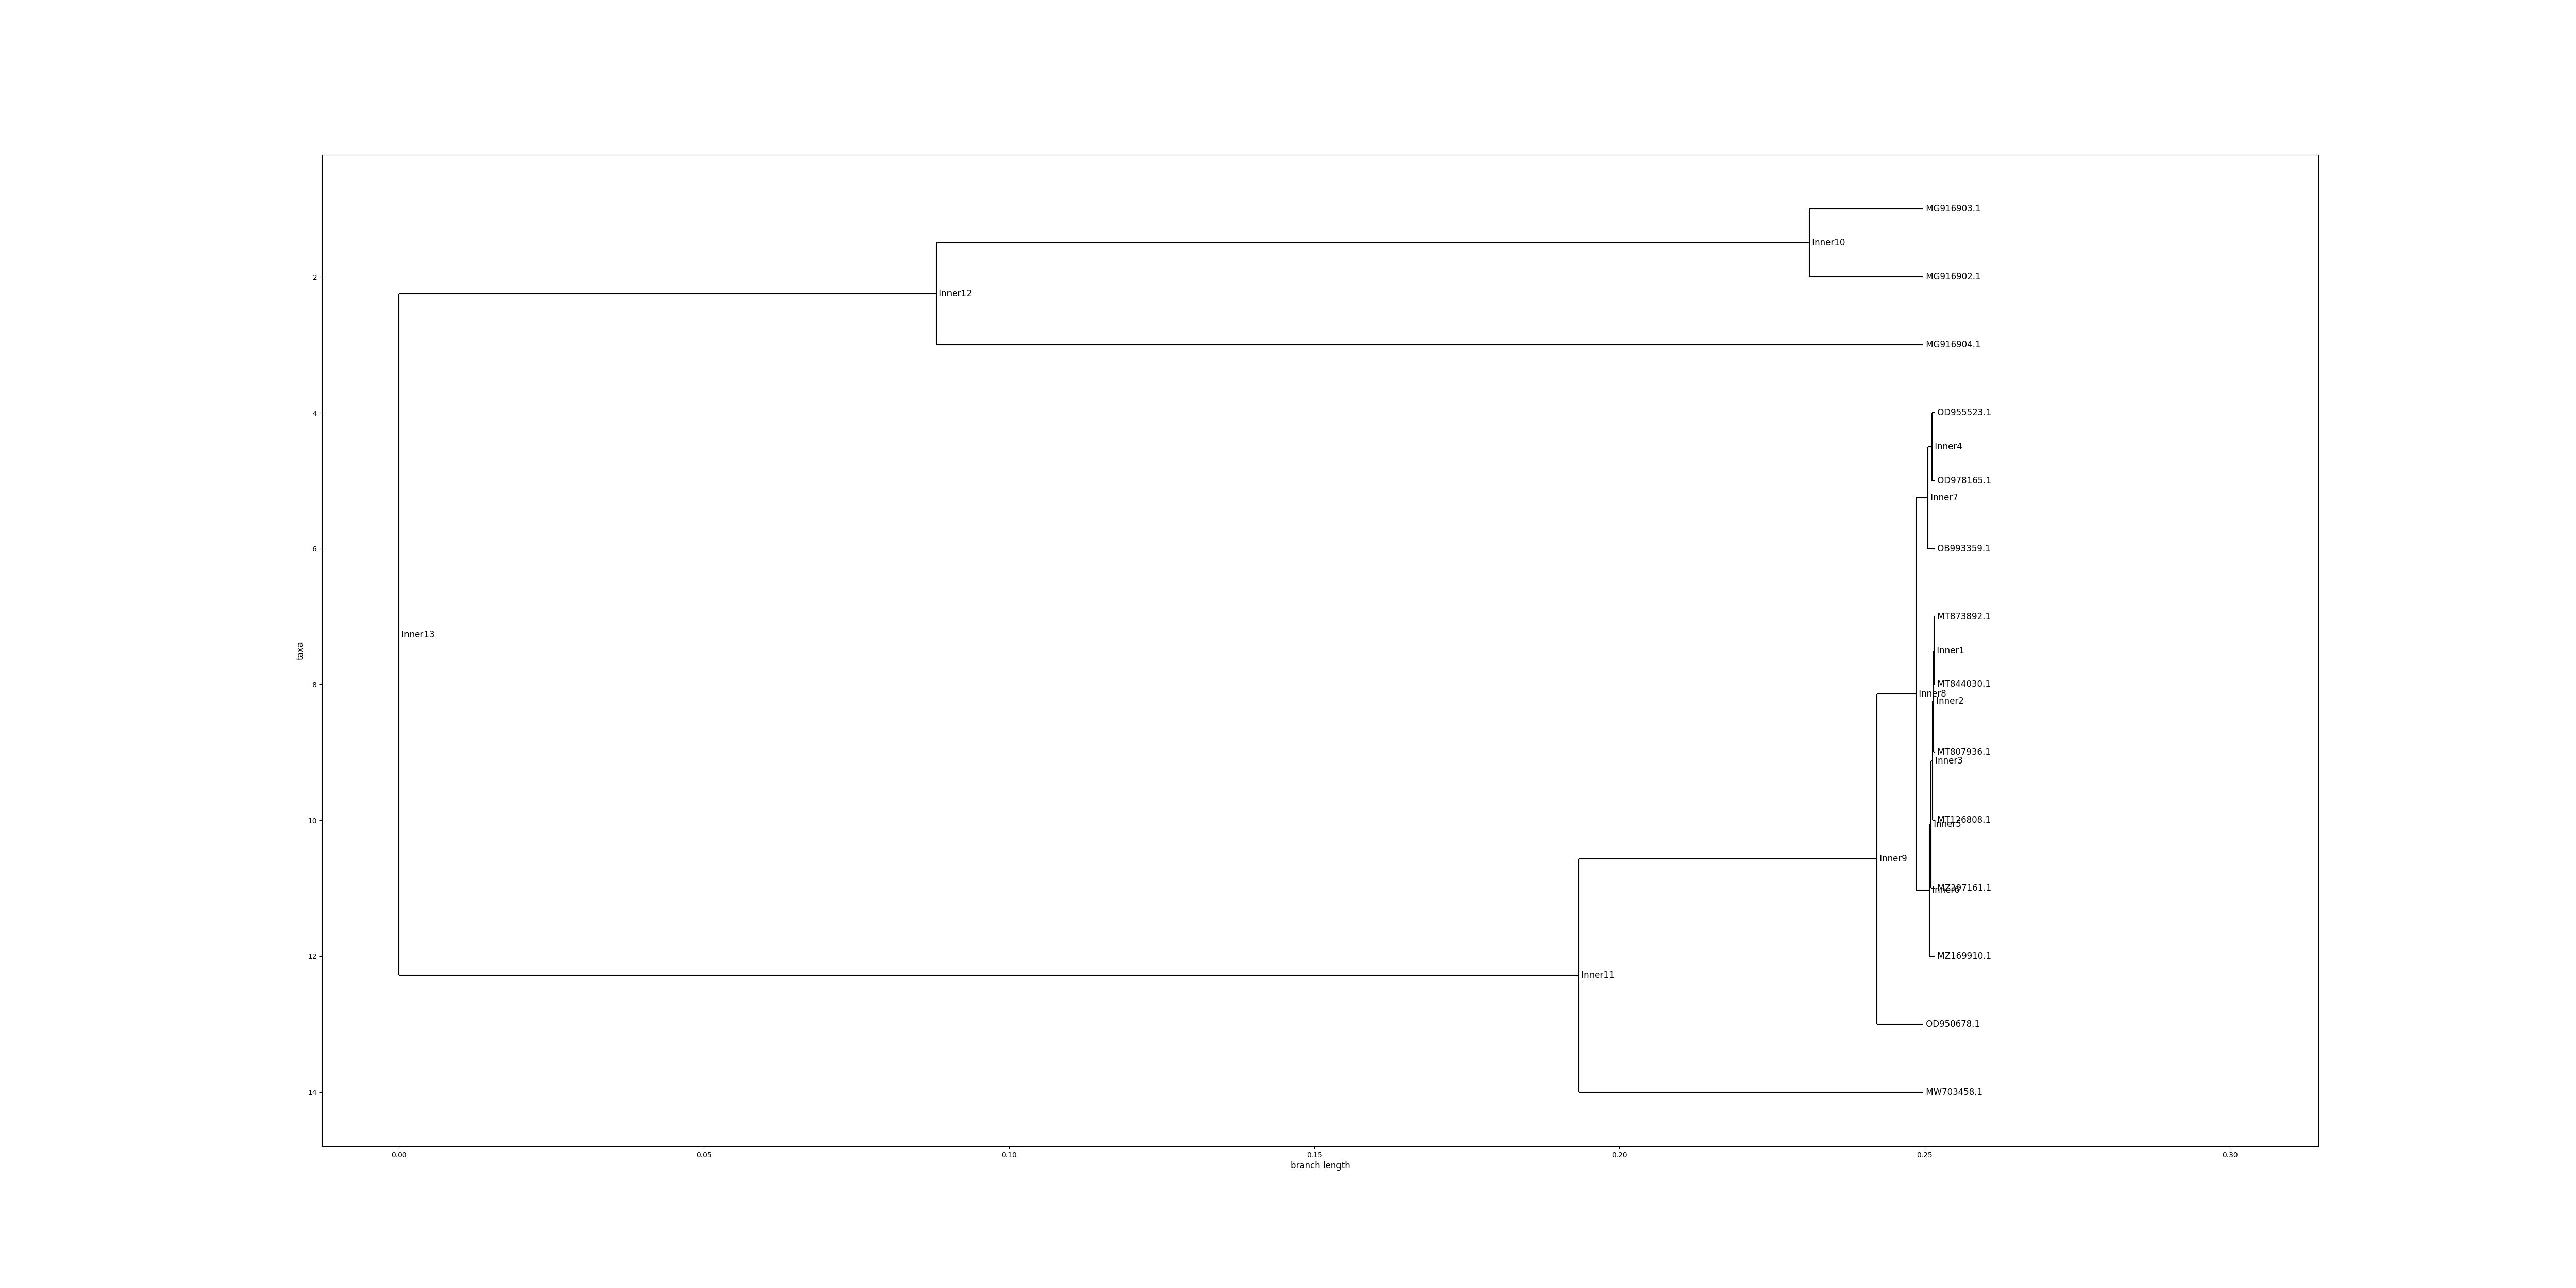 MG916903.1
Inner10
MG916902.1
2
Inner12
MG916904.1
4
OD955523.1
Inner4
OD978165.1
Inner7
6
OB993359.1
MT873892.1
Inner13
Inner1
taxa
8
MT844030.1
Inner8
Inner2
MT807936.1
Inner3
10
MT126808.1
Inner5
Inner9
MZ397161.1
Inner6
12
MZ169910.1
Inner11
OD950678.1
14
MW703458.1
0.00 0.05 0.10 0.15 0.20 0.25 0.30
branch length